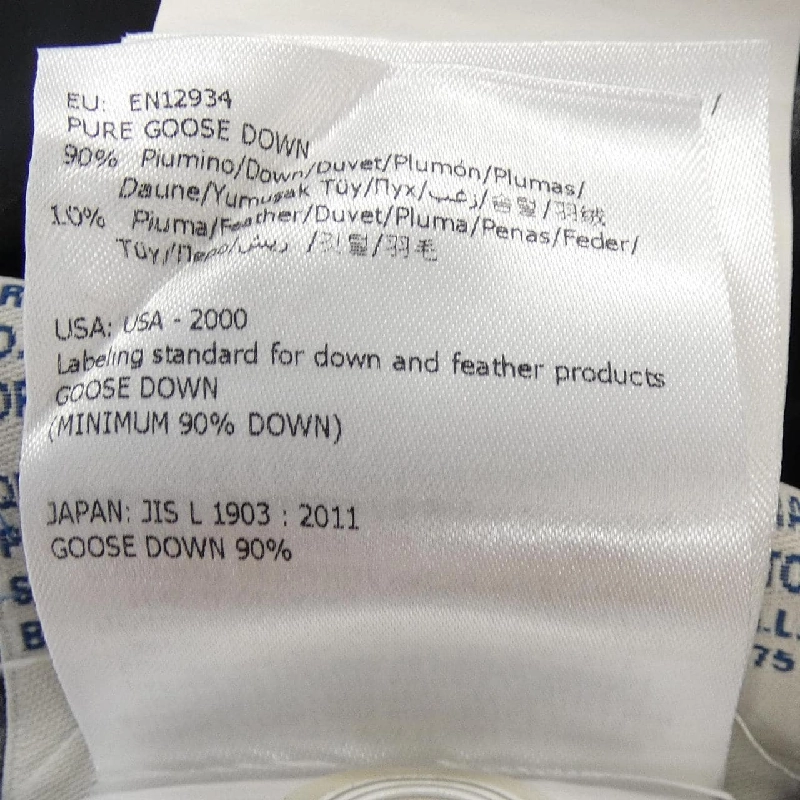 EU: EN12934
PURE GOOSE DOWN
90% Piumino/Down/Duvet/Plumón/Plumas/
Daune/Yumuşak Tüy/Пух/زغب/솜털/羽绒
10% Piuma/Feather/Duvet/Pluma/Penas/Feder/
Tüy/Перо/ريش /깃털/羽毛
USA: USA - 2000
Labeling standard for down and feather products
GOOSE DOWN
(MINIMUM 90% DOWN)
JAPAN: JIS L 1903 : 2011
GOOSE DOWN 90%